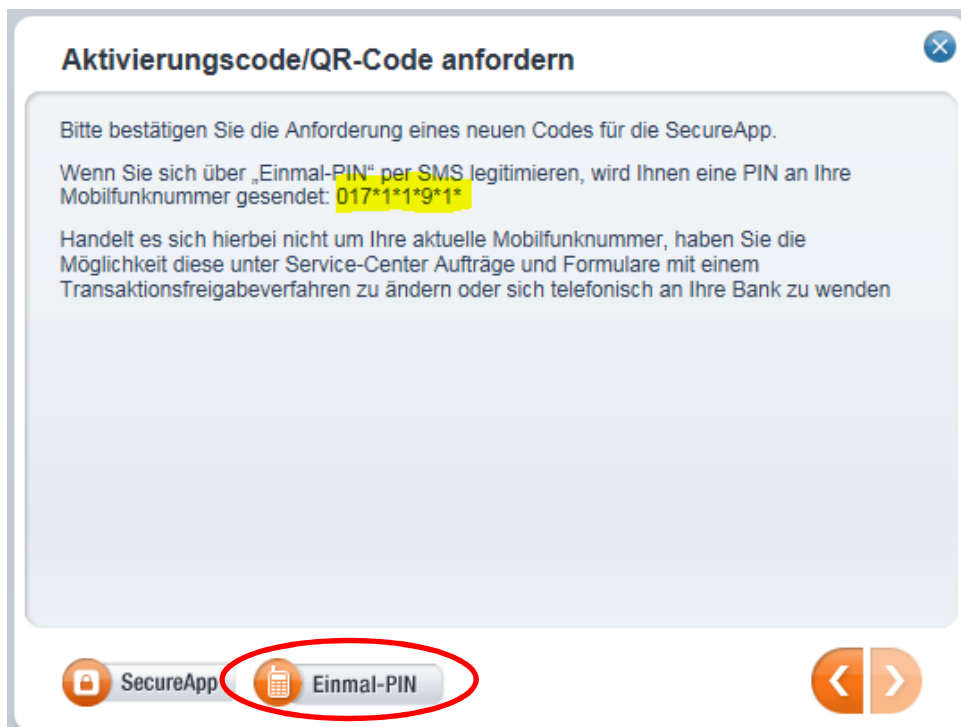 Aktivierungscode/QR-Code anfordern
Bitte bestätigen Sie die Anforderung eines neuen Codes für die SecureApp.
Wenn Sie sich über „Einmal-PIN“ per SMS legitimieren, wird Ihnen eine PIN an Ihre
Mobilfunknummer gesendet: 017*1*1*9*1*
Handelt es sich hierbei nicht um Ihre aktuelle Mobilfunknummer, haben Sie die
Möglichkeit diese unter Service-Center Aufträge und Formulare mit einem
Transaktionsfreigabeverfahren zu ändern oder sich telefonisch an Ihre Bank zu wenden
SecureApp
Einmal-PIN